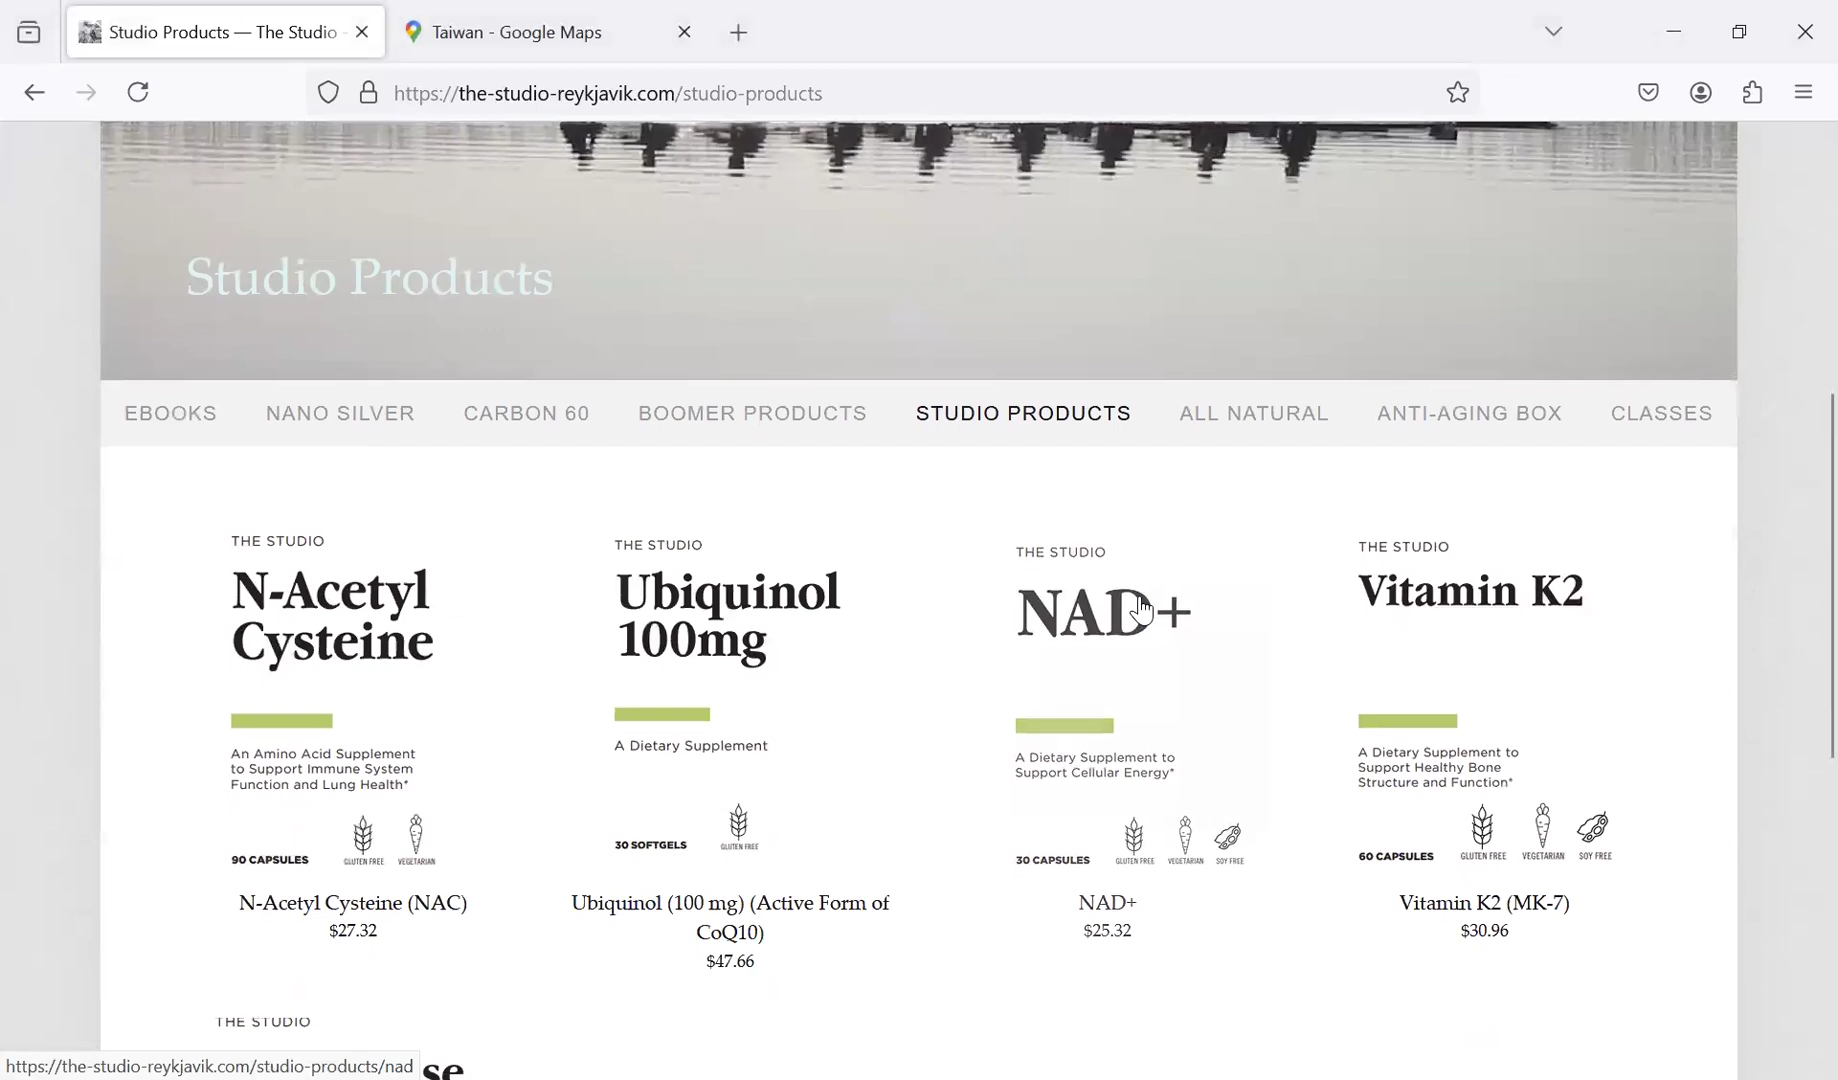 Studio Products — The Studio -
Taiwan - Google Maps
https://the-studio-reykjavik.com/studio-products
Studio Products
EBOOKS NANO SILVER CARBON 60 BOOMER PRODUCTS STUDIO PRODUCTS ALL NATURAL ANTI-AGING BOX CLASSES
THE STUDIO
N-Acetyl
Cysteine
An Amino Acid Supplement
to Support Immune System
Function and Lung Health*
90 CAPSULES
GLUTEN FREE
VEGETARIAN
N-Acetyl Cysteine (NAC)
$27.32
THE STUDIO
Ubiquinol
100mg
A Dietary Supplement
30 SOFTGELS
GLUTEN FREE
Ubiquinol (100 mg) (Active Form of
CoQ10)
$47.66
THE STUDIO
NAD+
A Dietary Supplement to
Support Cellular Energy*
30 CAPSULES
GLUTEN FREE
VEGETARIAN
SOY FREE
NAD+
$25.32
THE STUDIO
Vitamin K2
A Dietary Supplement to
Support Healthy Bone
Structure and Function*
60 CAPSULES
GLUTEN FREE
VEGETARIAN
SOY FREE
Vitamin K2 (MK-7)
$30.96
THE STUDIO
https://the-studio-reykjavik.com/studio-products/nad